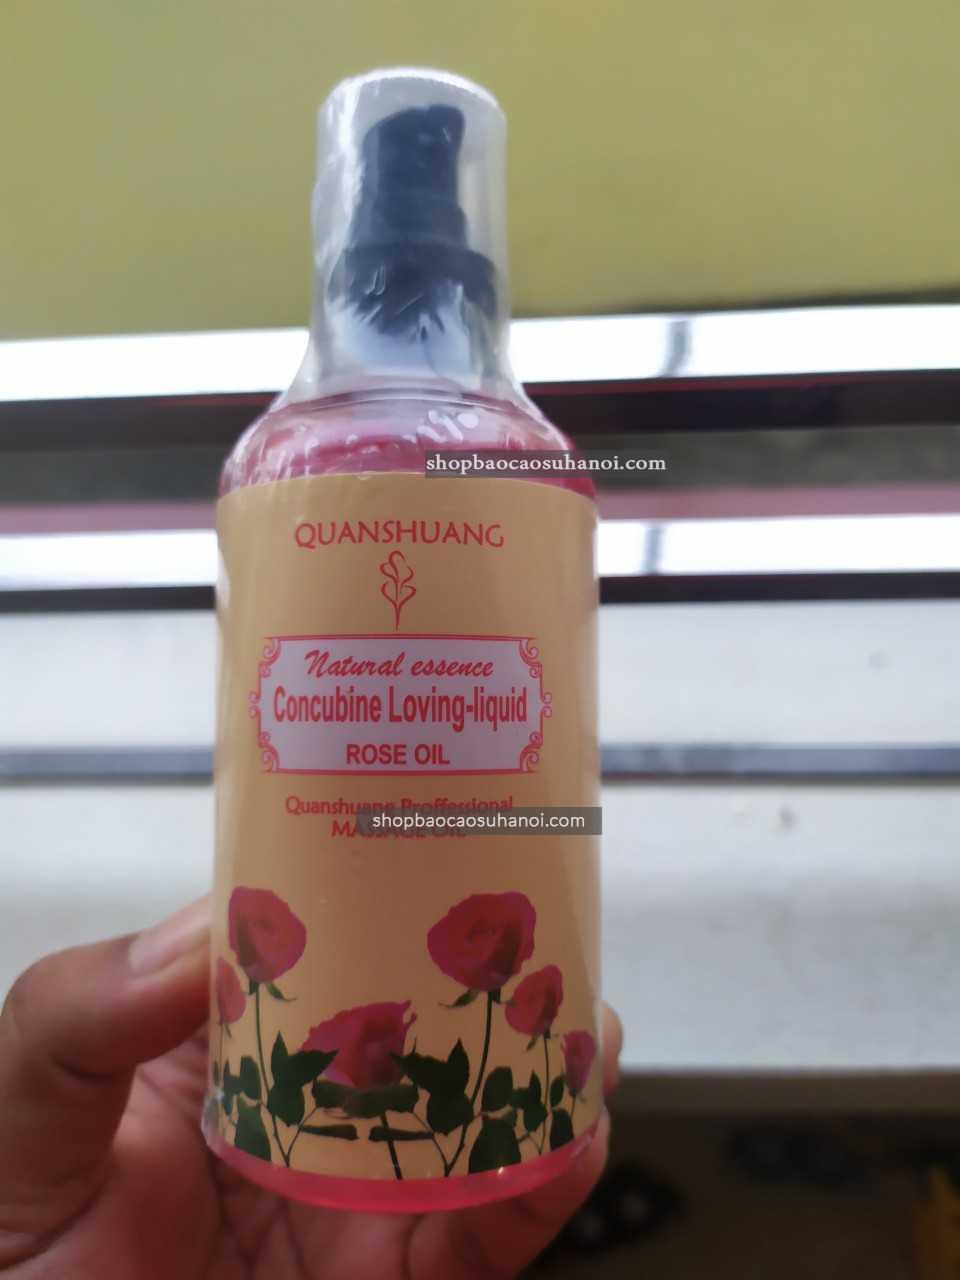 shopbaocaosuhanoi.com
QUANSHUANG
Natural essence
Concubine Loving-liquid
ROSE OIL
Quanshuang Proffessional
shopbaocaosuhanoi.com
MASSAGE OIL